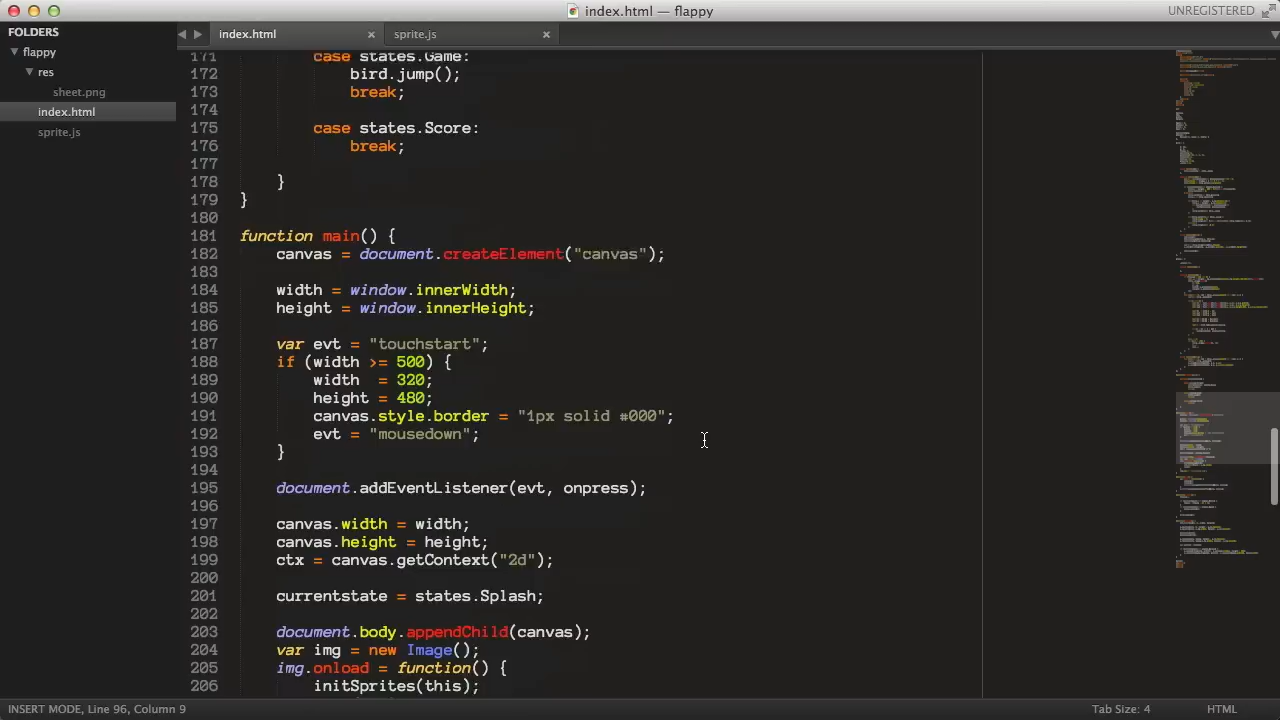 index.html — flappy
UNREGISTERED
FOLDERS
flappy
res
sheet.png
index.html
sprite.js
index.html
sprite.js
171 case states.Game:
172 bird.jump();
173 break;
174
175 case states.Score:
176 break;
177
178 }
179 }
180
181 function main() {
182 canvas = document.createElement("canvas");
183
184 width = window.innerWidth;
185 height = window.innerHeight;
186
187 var evt = "touchstart";
188 if (width >= 500) {
189 width = 320;
190 height = 480;
191 canvas.style.border = "1px solid #000";
192 evt = "mousedown";
193 }
194
195 document.addEventListener(evt, onpress);
196
197 canvas.width = width;
198 canvas.height = height;
199 ctx = canvas.getContext("2d");
200
201 currentstate = states.Splash;
202
203 document.body.appendChild(canvas);
204 var img = new Image();
205 img.onload = function() {
206 initSprites(this);
INSERT MODE, Line 96, Column 9
Tab Size: 4
HTML